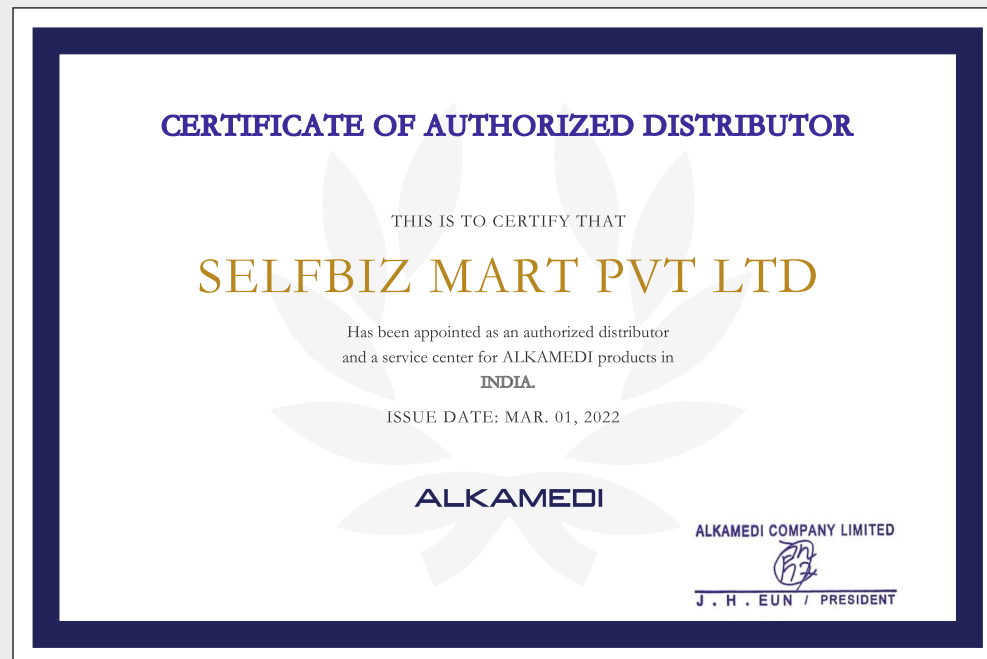 CERTIFICATE OF AUTHORIZED DISTRIBUTOR
THIS IS TO CERTIFY THAT
SELFBIZ MART PVT LTD
Has been appointed as an authorized distributor
and a service center for ALKAMEDI products in
INDIA.
ISSUE DATE: MAR. 01, 2022
ALKAMEDI
ALKAMEDI COMPANY LIMITED
J. H. EUN / PRESIDENT